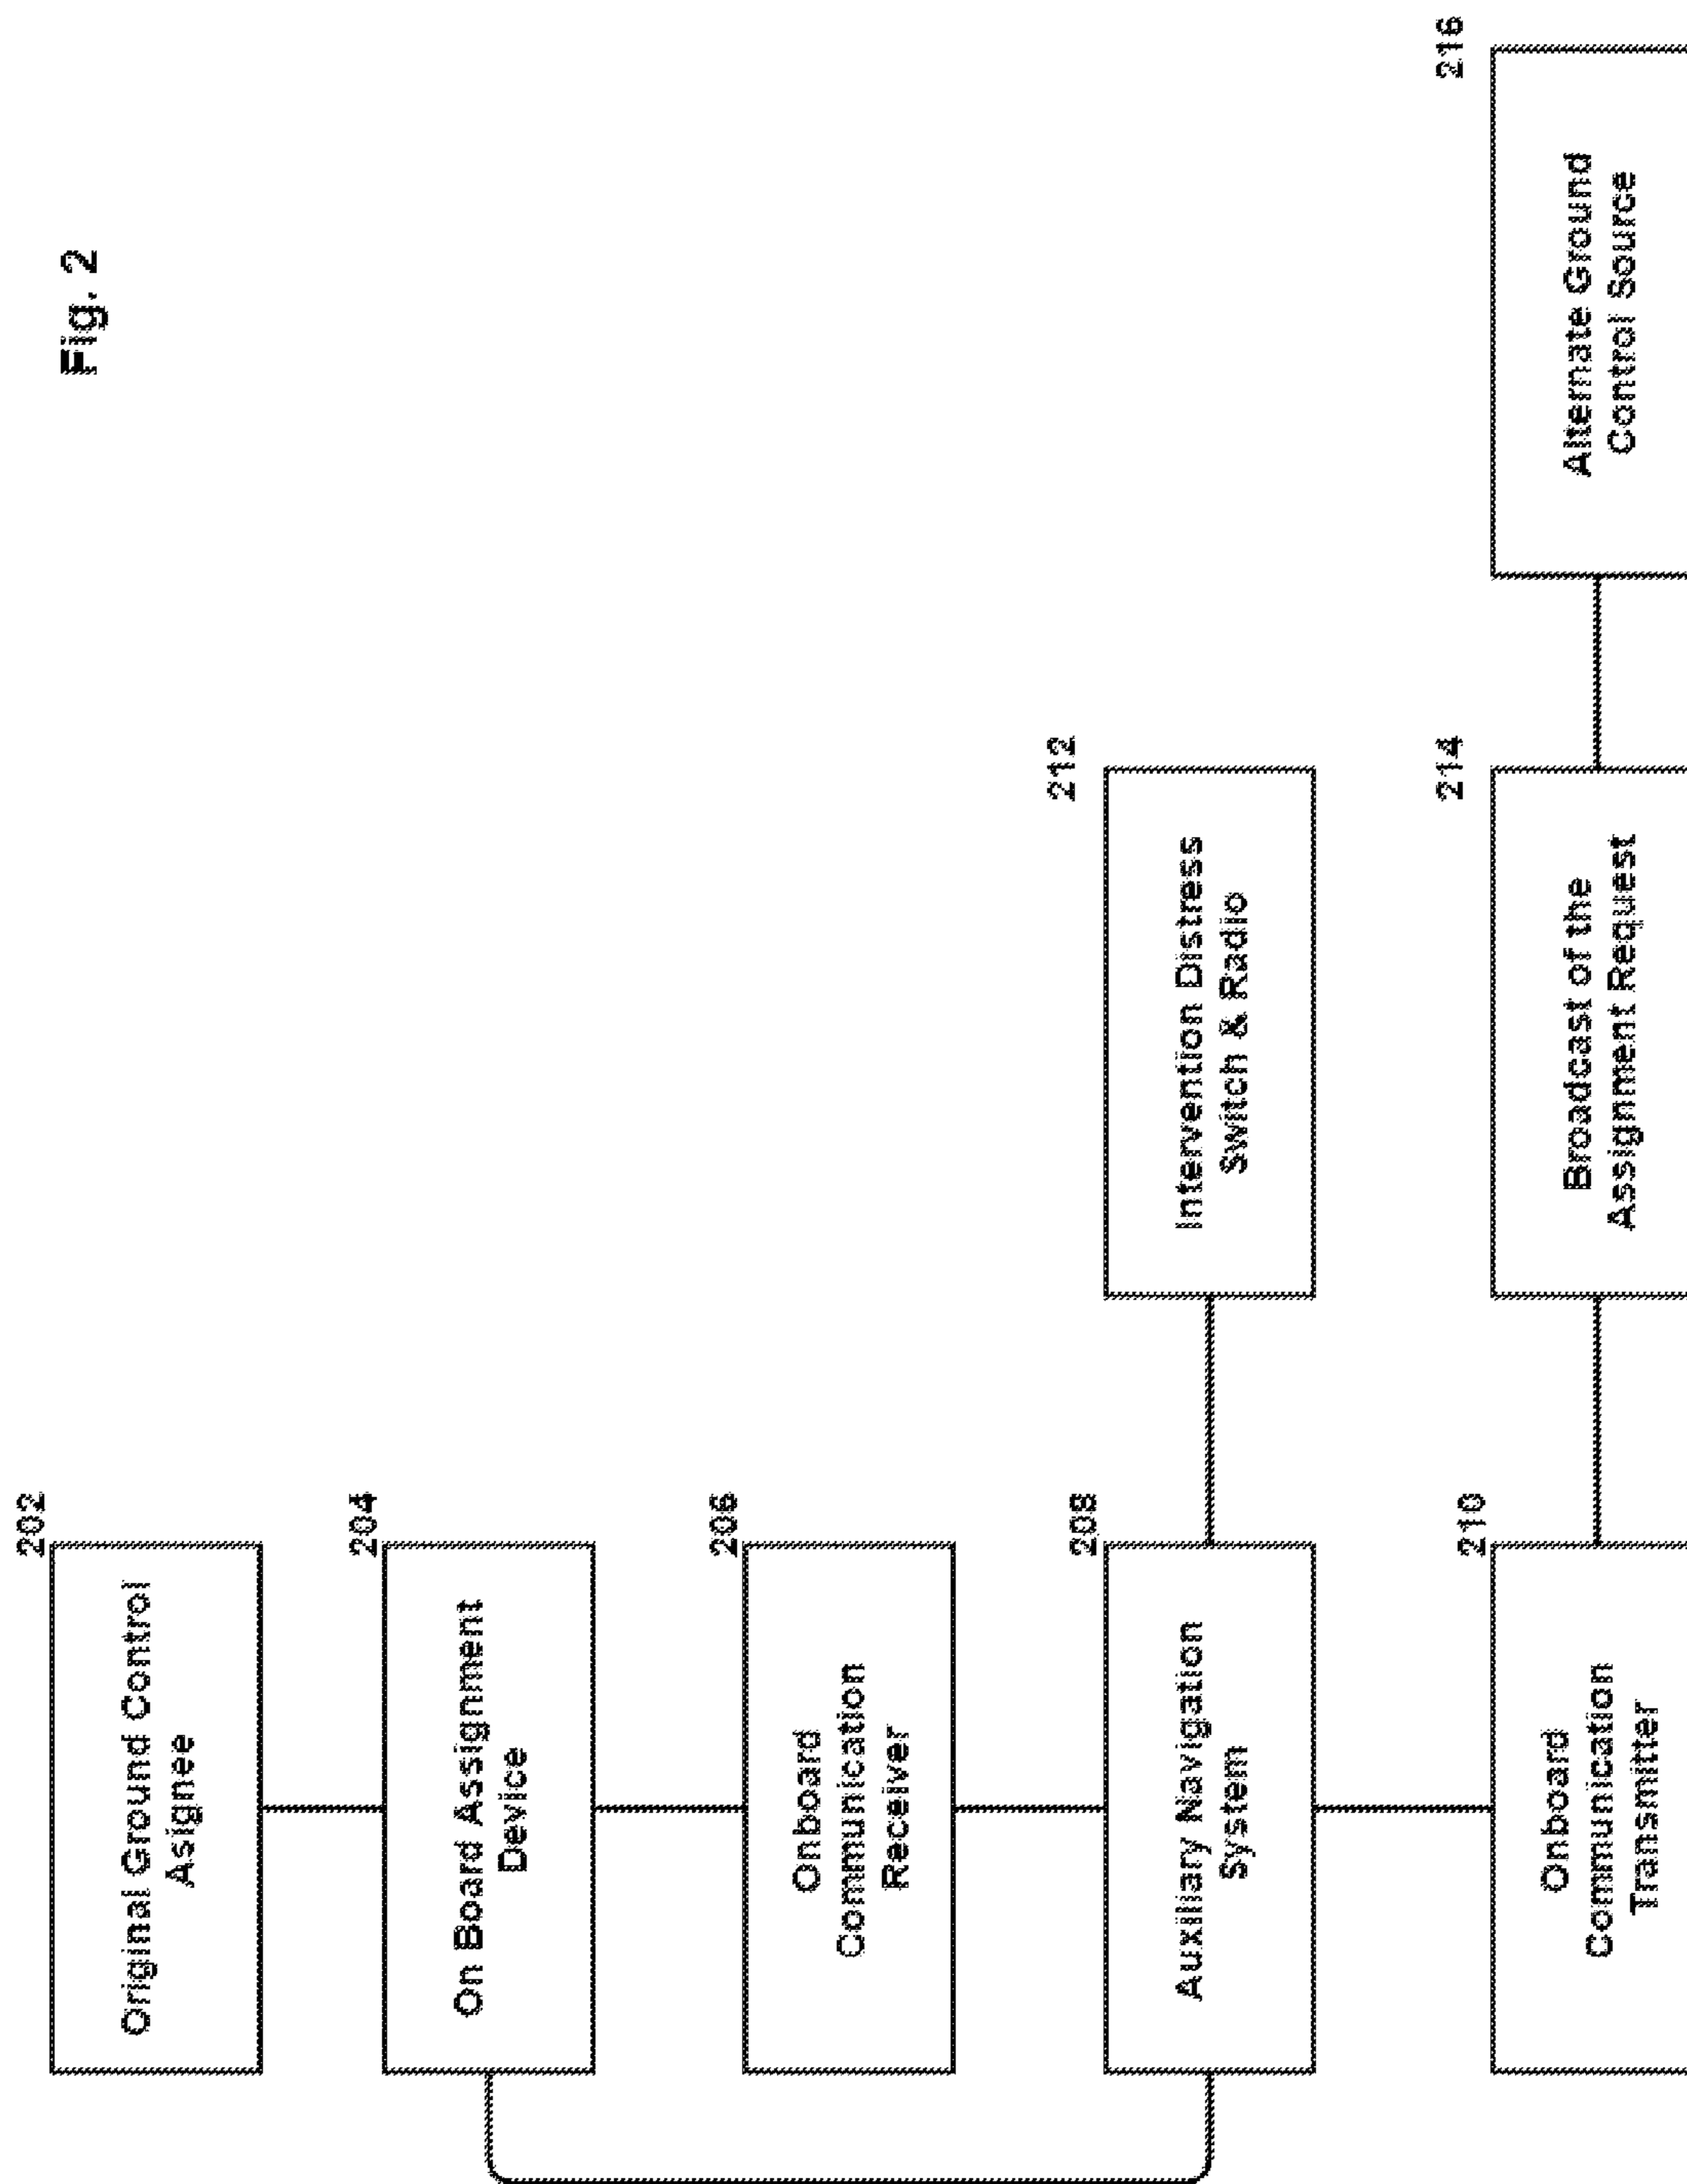 Fig. 2
202
Original Ground Control
Asignee
204
On Board Assignment
Device
206
Onboard
Communication
Receiver
208
Auxiliary Navigation
System
212
Intervention Distress
Switch & Radio
210
Onboard
Communication
Transmitter
214
Broadcast of the
Assignment Request
216
Alternate Ground
Control Source